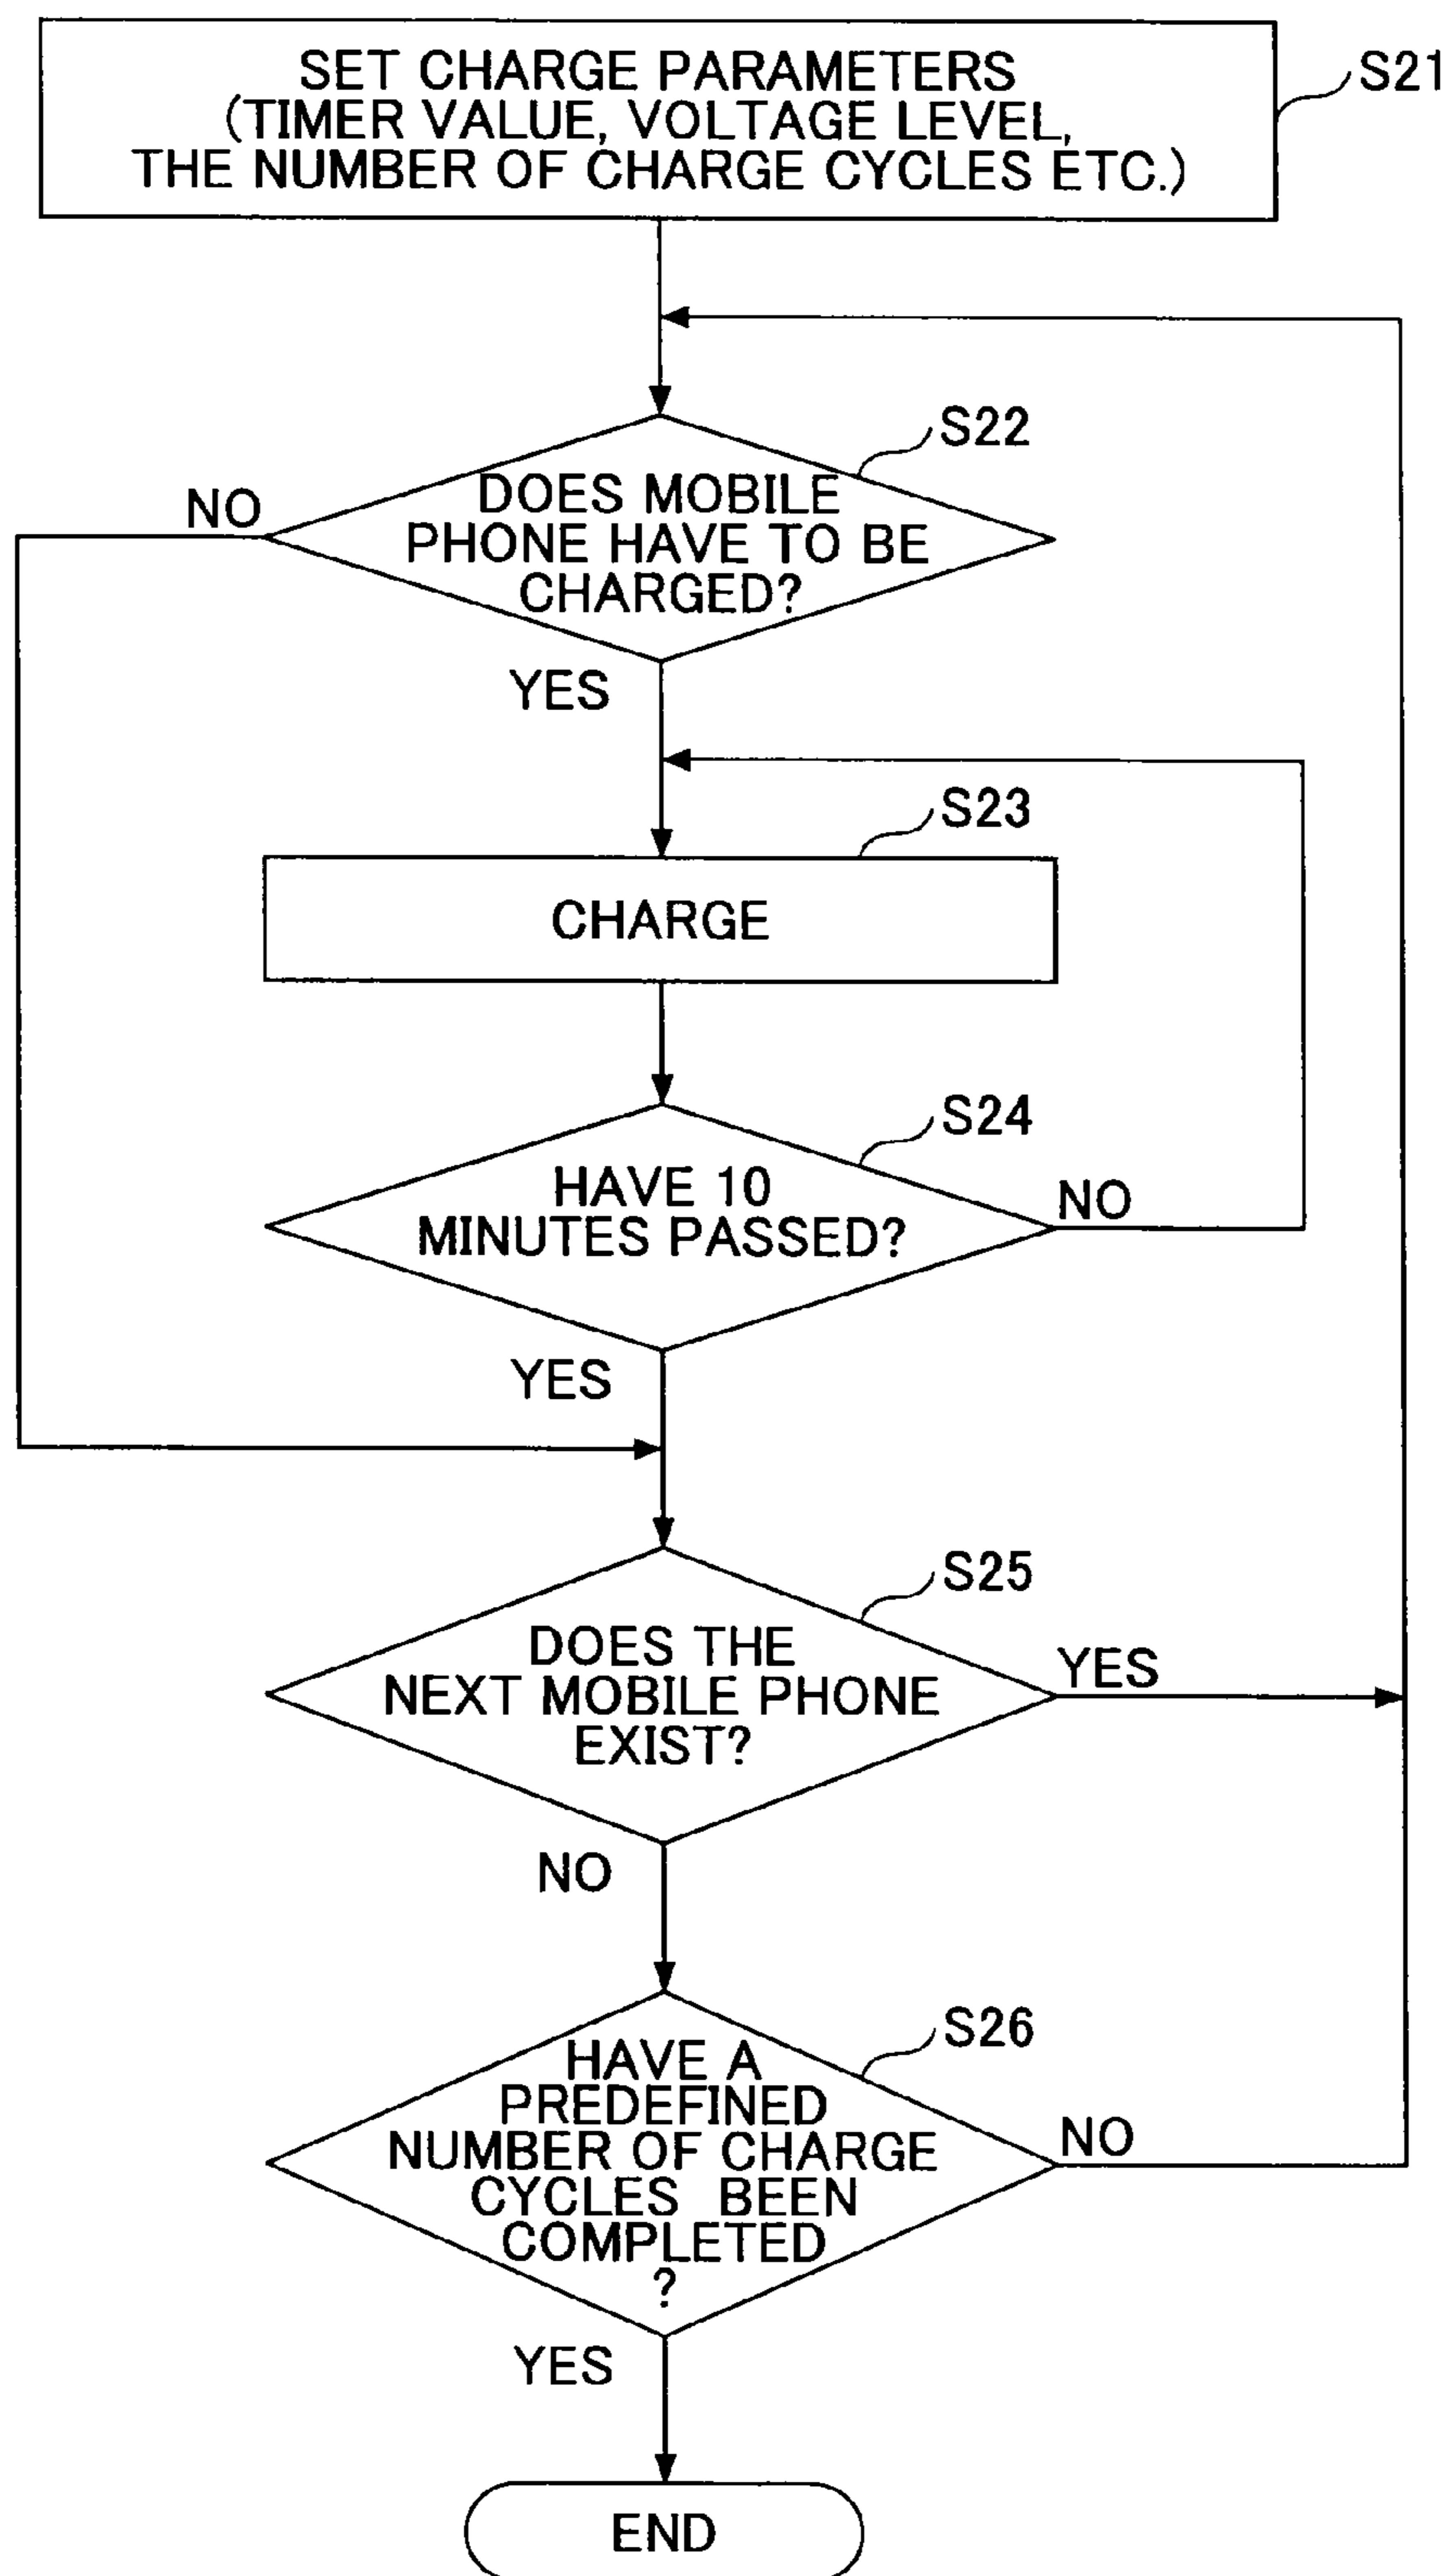 SET CHARGE PARAMETERS
(TIMER VALUE, VOLTAGE LEVEL,
THE NUMBER OF CHARGE CYCLES ETC.)
S21
S22
DOES MOBILE
PHONE HAVE TO BE
CHARGED?
NO
YES
S23
CHARGE
S24
HAVE 10
MINUTES PASSED?
NO
YES
S25
DOES THE
NEXT MOBILE PHONE
EXIST?
YES
NO
S26
HAVE A
PREDEFINED
NUMBER OF CHARGE
CYCLES BEEN
COMPLETED
?
NO
YES
END